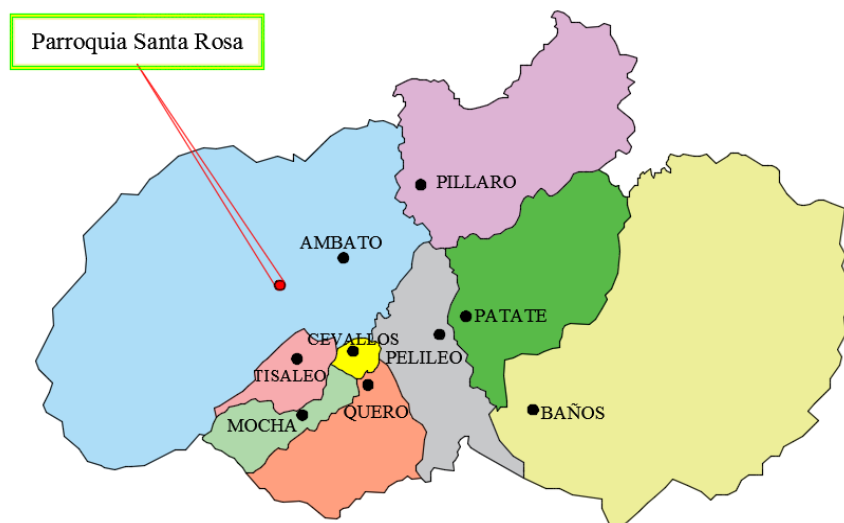 Parroquia Santa Rosa
PILLARO
AMBATO
PATATE
CEVALLOS
PELILEO
TISALEO
QUERO
BAÑOS
MOCHA